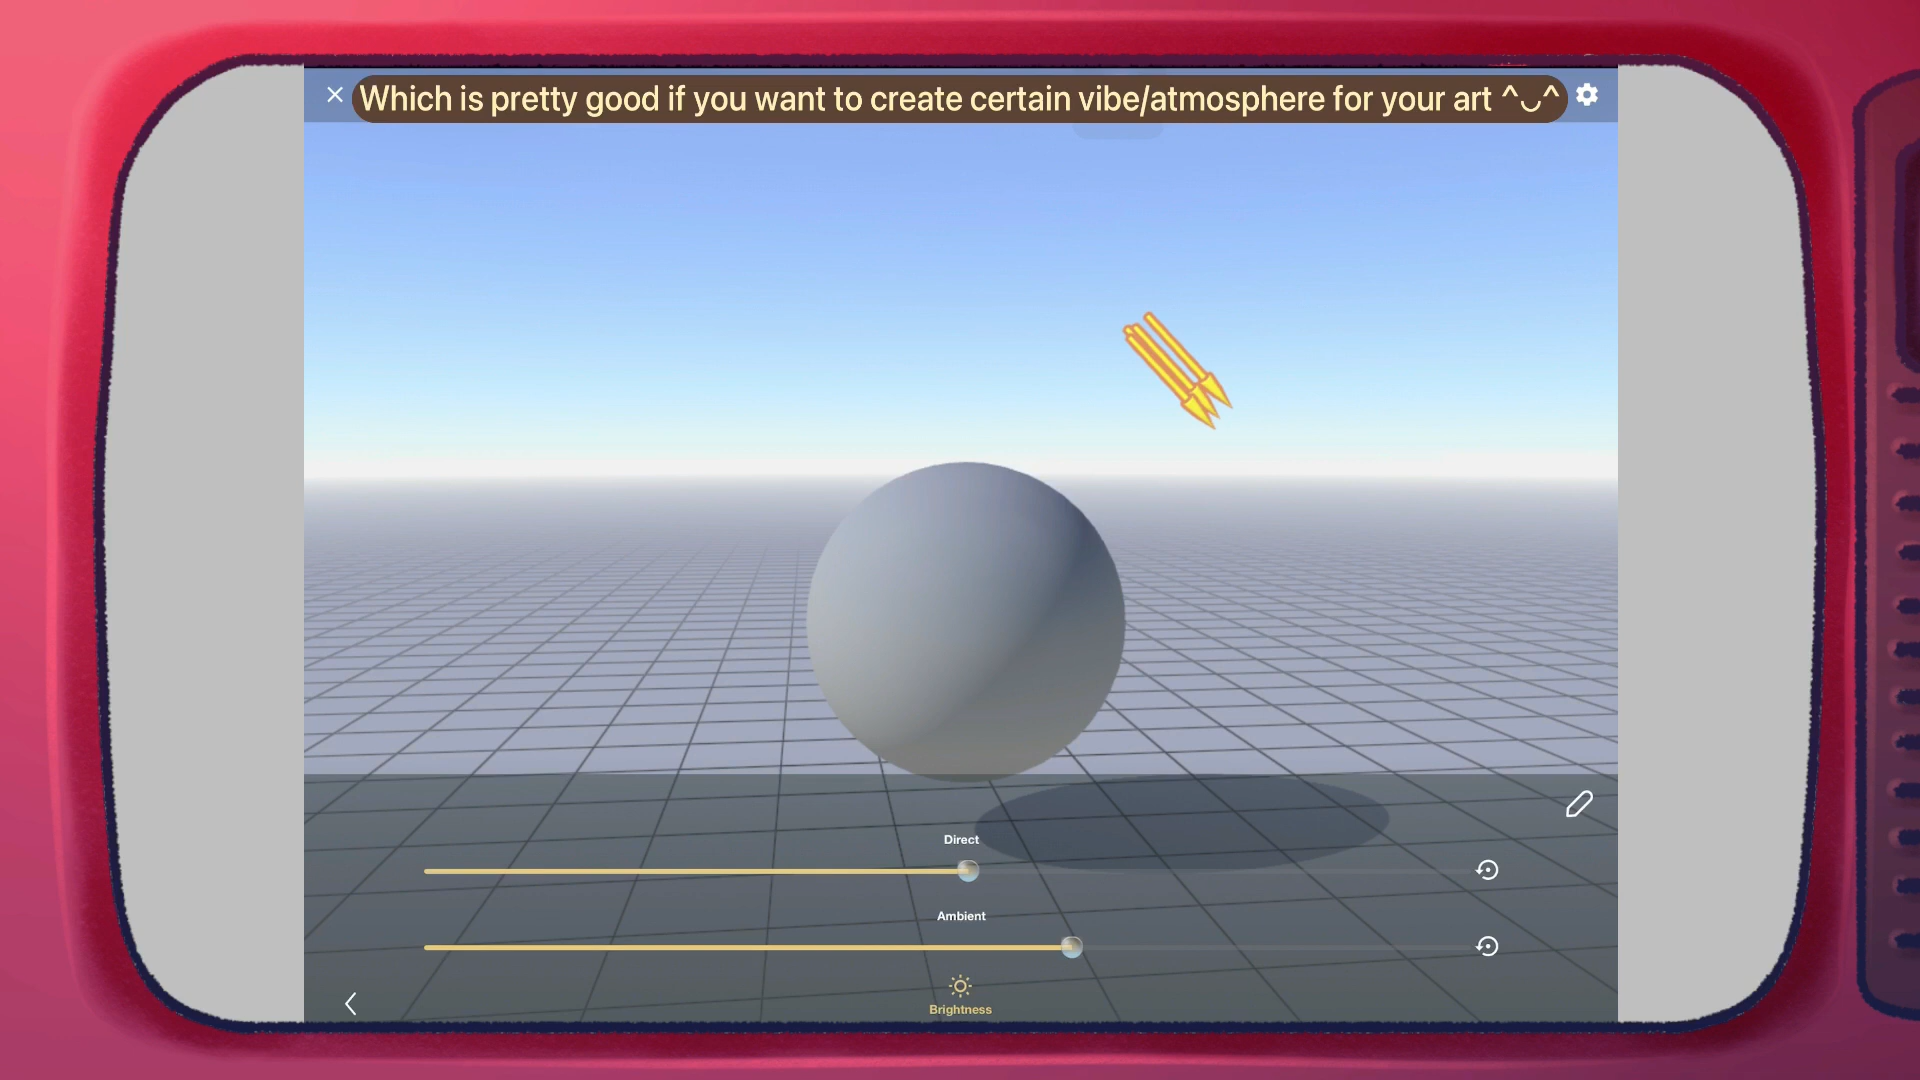 Which is pretty good if you want to create certain vibe/atmosphere for your art ^◡^
Direct
Ambient
Brightness